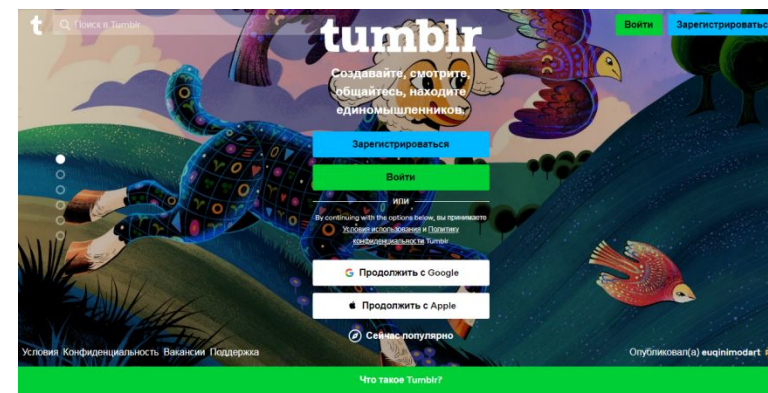 t
Поиск в Tumblr
Войти
Зарегистрироватьс
tumblr
Создавайте, смотрите,
общайтесь, находите
единомышленников.
Зарегистрироваться
Войти
или
By continuing with the options below, вы принимаете
Условия использования и Политику
конфиденциальности Tumblr
Продолжить с Google
Продолжить с Apple
Сейчас популярно
Условия Конфиденциальность Вакансии Поддержка
Опубликовал(а) euqinimodart
Что такое Tumblr?